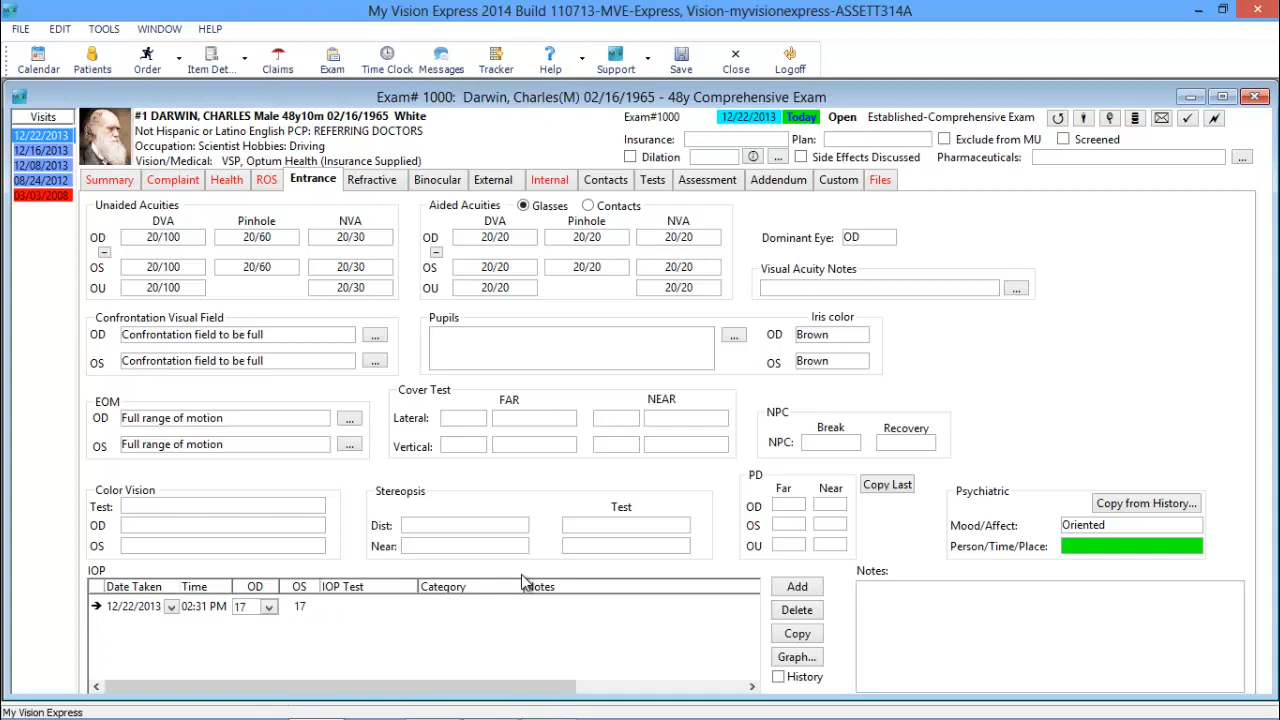 My Vision Express 2014 Build 110713-MVE-Express, Vision-myvisionexpress-ASSETT314A
FILE EDIT TOOLS WINDOW HELP
Calendar Patients Order Item Det... Claims Exam Time Clock Messages Tracker Help Support Save Close Logoff
Exam# 1000: Darwin, Charles(M) 02/16/1965 - 48y Comprehensive Exam
Visits
12/22/2013
12/16/2013
12/08/2013
08/24/2012
03/03/2008
#1 DARWIN, CHARLES Male 48y10m 02/16/1965 White
Not Hispanic or Latino English PCP: REFERRING DOCTORS
Occupation: Scientist Hobbies: Driving
Vision/Medical: VSP, Optum Health (Insurance Supplied)
Exam#1000 12/22/2013 Today Open Established-Comprehensive Exam
Insurance: Plan: Exclude from MU Screened
Dilation ... Side Effects Discussed Pharmaceuticals: ...
Summary Complaint Health ROS Entrance Refractive Binocular External Internal Contacts Tests Assessment Addendum Custom Files
Unaided Acuities
DVA Pinhole NVA
OD 20/100 20/60 20/30
OS 20/100 20/60 20/30
OU 20/100 20/30
Aided Acuities Glasses Contacts
DVA Pinhole NVA
OD 20/20 20/20 20/20
OS 20/20 20/20 20/20
OU 20/20 20/20
Dominant Eye: OD
Visual Acuity Notes
...
Confrontation Visual Field
OD Confrontation field to be full ...
OS Confrontation field to be full ...
Pupils
...
Iris color
OD Brown
OS Brown
EOM
OD Full range of motion ...
OS Full range of motion ...
Cover Test
FAR NEAR
Lateral:
Vertical:
NPC
Break Recovery
NPC:
Color Vision
Test:
OD
OS
Stereopsis
Test
Dist:
Near:
PD
Far Near
OD
OS
OU
Copy Last
Psychiatric
Copy from History...
Mood/Affect: Oriented
Person/Time/Place:
IOP
Date Taken Time OD OS IOP Test Category Notes
12/22/2013 02:31 PM 17 17
Add
Delete
Copy
Graph...
History
Notes:
My Vision Express